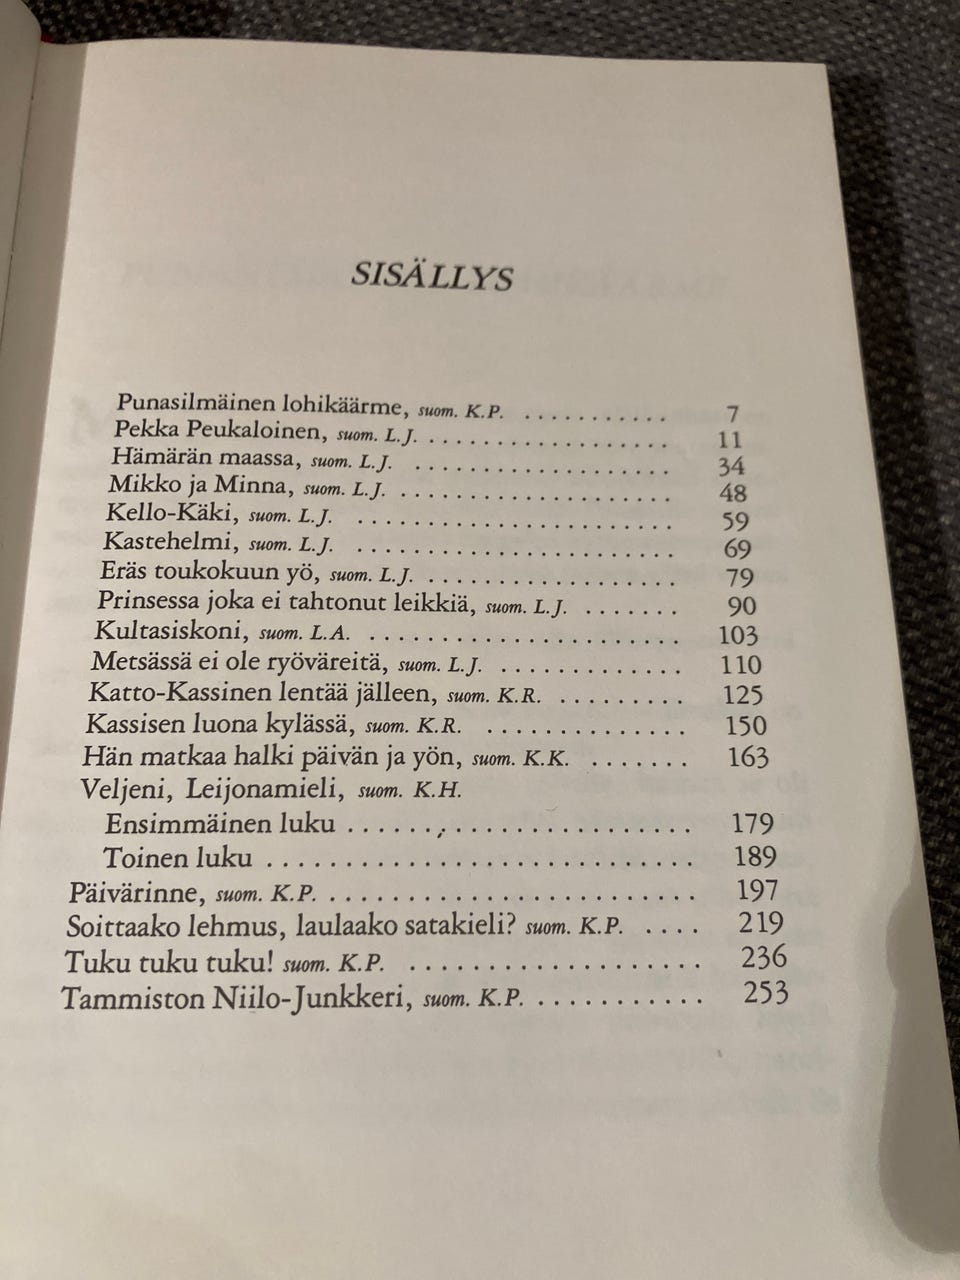 SISÄLLYS
Punasilmäinen lohikäärme, suom. K.P. ........... 7
Pekka Peukaloinen, suom. L.J. .................. 11
Hämärän maassa, suom. L.J. ................... 34
Mikko ja Minna, suom. L.J. .................... 48
Kello-Käki, suom. L.J. ........................ 59
Kastehelmi, suom. L.J. ........................ 69
Eräs toukokuun yö, suom. L.J. .................. 79
Prinsessa joka ei tahtonut leikkiä, suom. L.J. ....... 90
Kultasiskoni, suom. L.A. ....................... 103
Metsässä ei ole ryöväreitä, suom. L.J. ............. 110
Katto-Kassinen lentää jälleen, suom. K.R. ......... 125
Kassisen luona kylässä, suom. K.R. ............... 150
Hän matkaa halki päivän ja yön, suom. K.K. ....... 163
Veljeni, Leijonamieli, suom. K.H.
Ensimmäinen luku ......................... 179
Toinen luku .............................. 189
Päivärinne, suom. K.P. ......................... 197
Soittaako lehmus, laulaako satakieli? suom. K.P. .... 219
Tuku tuku tuku! suom. K.P. .................... 236
Tammiston Niilo-Junkkeri, suom. K.P. ............ 253